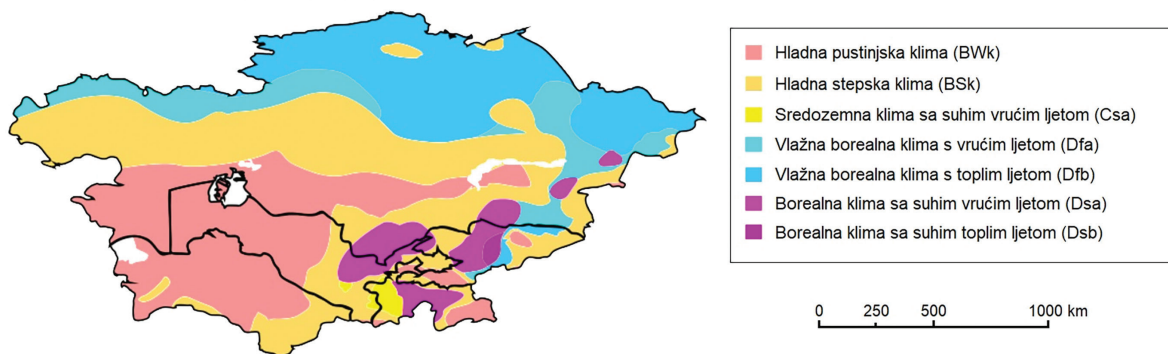 Hladna pustinjska klima (BWk)
Hladna stepska klima (BSk)
Sredozemna klima sa suhim vrućim ljetom (Csa)
Vlažna borealna klima s vrućim ljetom (Dfa)
Vlažna borealna klima s toplim ljetom (Dfb)
Borealna klima sa suhim vrućim ljetom (Dsa)
Borealna klima sa suhim toplim ljetom (Dsb)
0 250 500 1000 km